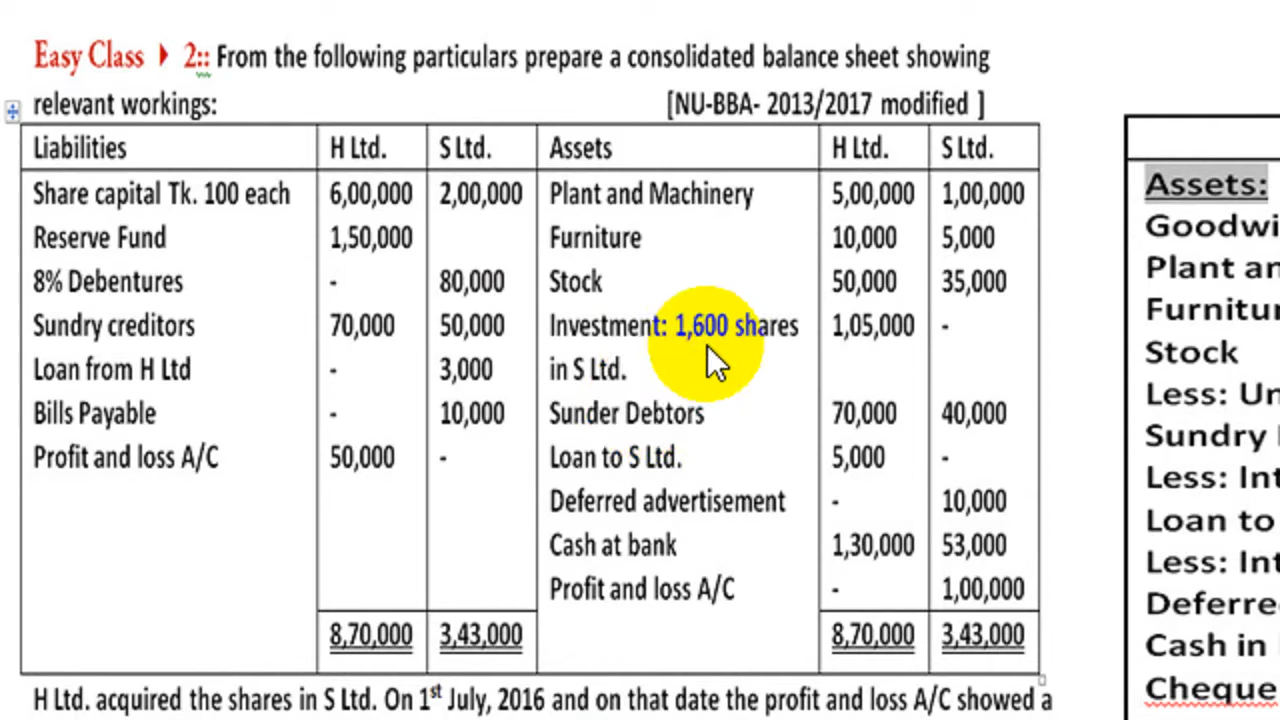 Easy Class 2:: From the following particulars prepare a consolidated balance sheet showing
relevant workings: [NU-BBA- 2013/2017 modified ]
Liabilities H Ltd. S Ltd. Assets H Ltd. S Ltd.
Share capital Tk. 100 each 6,00,000 2,00,000 Plant and Machinery 5,00,000 1,00,000
Reserve Fund 1,50,000 Furniture 10,000 5,000
8% Debentures - 80,000 Stock 50,000 35,000
Sundry creditors 70,000 50,000 Investment: 1,600 shares 1,05,000 -
Loan from H Ltd - 3,000 in S Ltd.
Bills Payable - 10,000 Sunder Debtors 70,000 40,000
Profit and loss A/C 50,000 - Loan to S Ltd. 5,000 -
Deferred advertisement - 10,000
Cash at bank 1,30,000 53,000
Profit and loss A/C - 1,00,000
8,70,000 3,43,000 8,70,000 3,43,000
H Ltd. acquired the shares in S Ltd. On 1st July, 2016 and on that date the profit and loss A/C showed a
Assets:
Goodwi
Plant an
Furnitur
Stock
Less: Un
Sundry
Less: Int
Loan to
Less: Int
Deferre
Cash in
Cheque